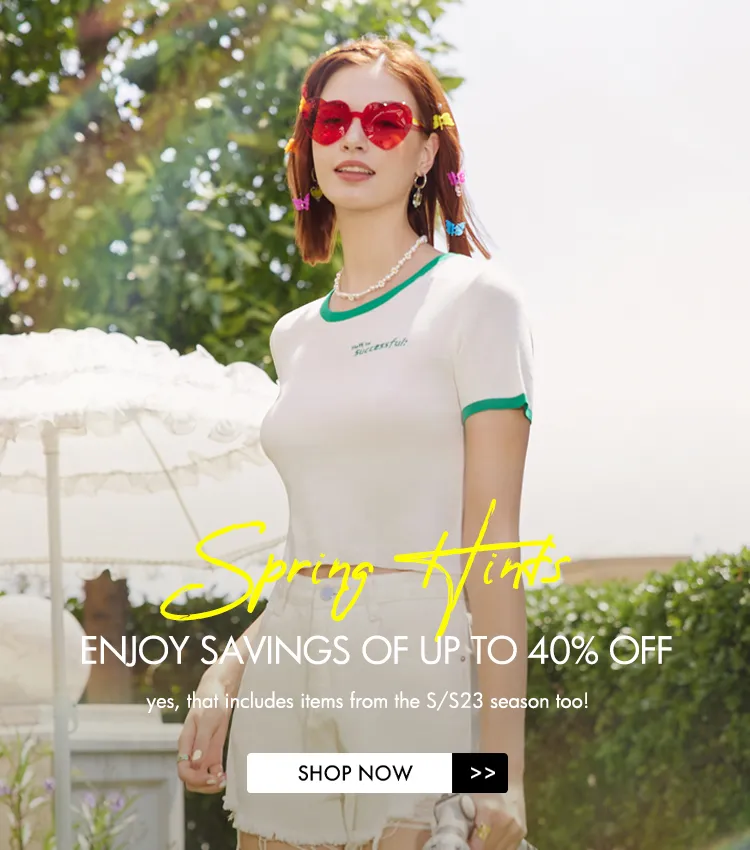 successful?
Spring Hints
ENJOY SAVINGS OF UP TO 40% OFF
yes, that includes items from the S/S23 season too!
SHOP NOW >>